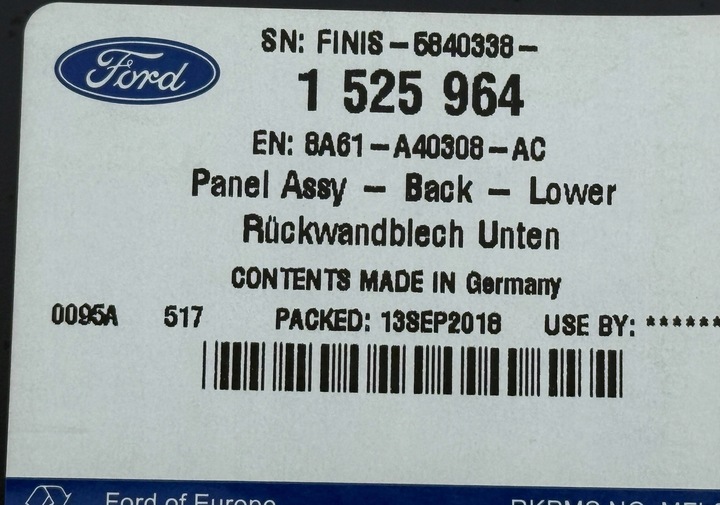 Ford
SN: FINIS-5840338-
1 525 964
EN: 8A61-A40308-AC
Panel Assy - Back - Lower
Rückwandblech Unten
CONTENTS MADE IN Germany
0095A 517 PACKED: 13SEP2018 USE BY: ******
Ford of Europe